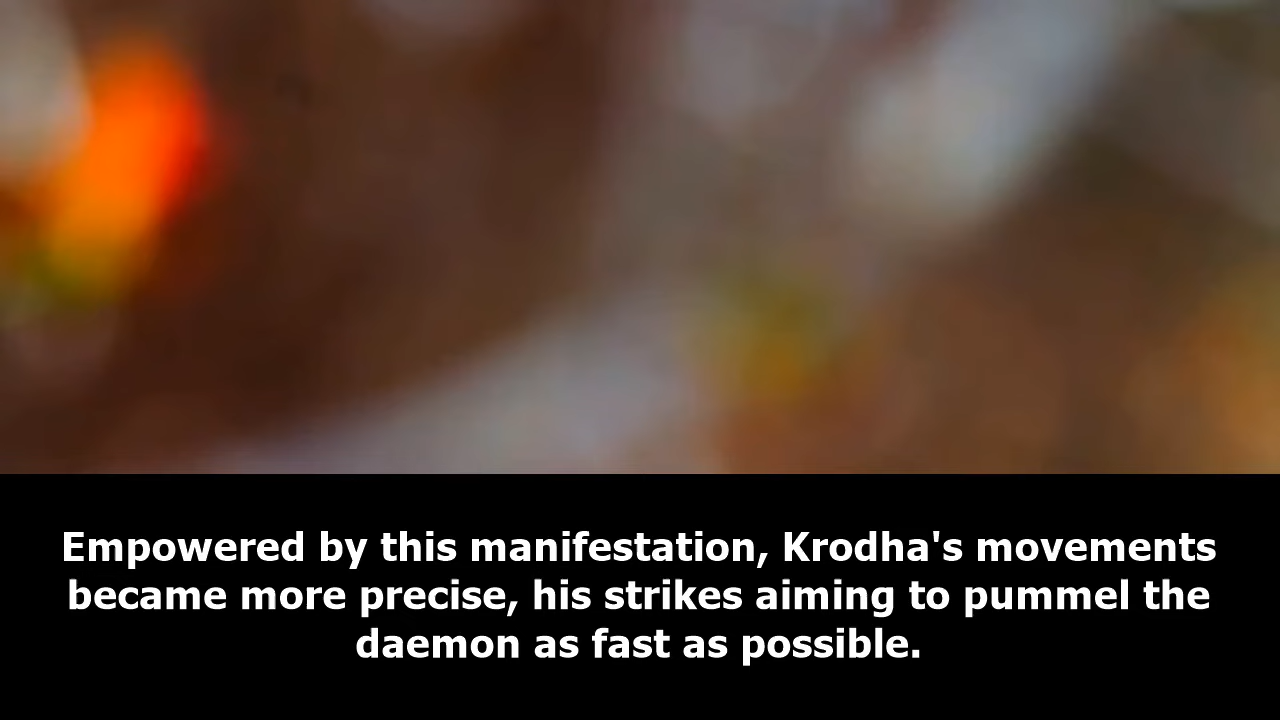 Empowered by this manifestation, Krodha's movements
became more precise, his strikes aiming to pummel the
daemon as fast as possible.